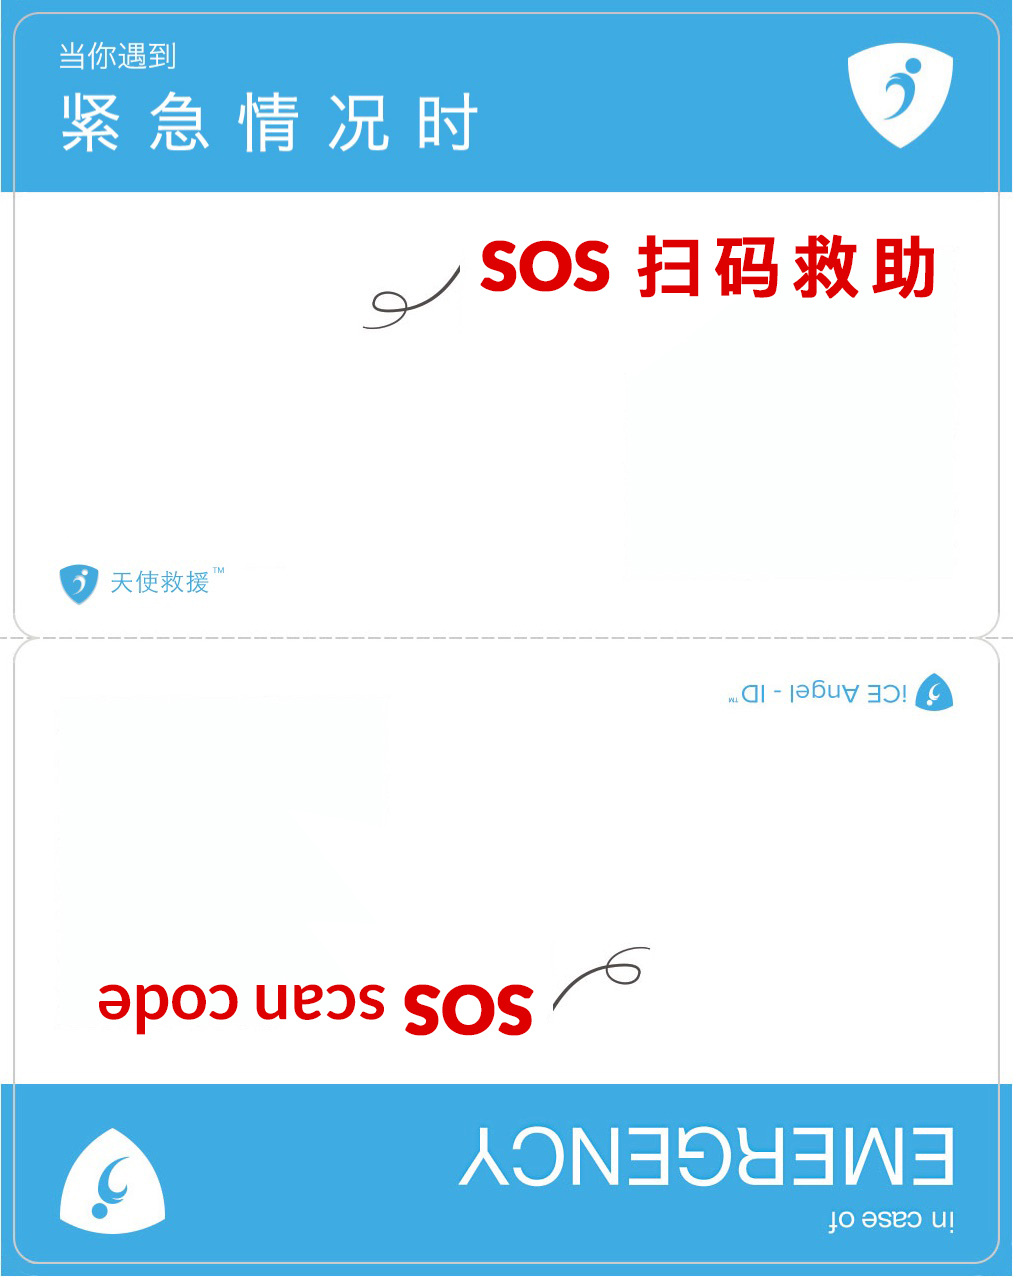 当你遇到
紧急情况时
SOS 扫码救助
天使救援™
in case of
EMERGENCY
SOS scan code
iCE Angel - ID™